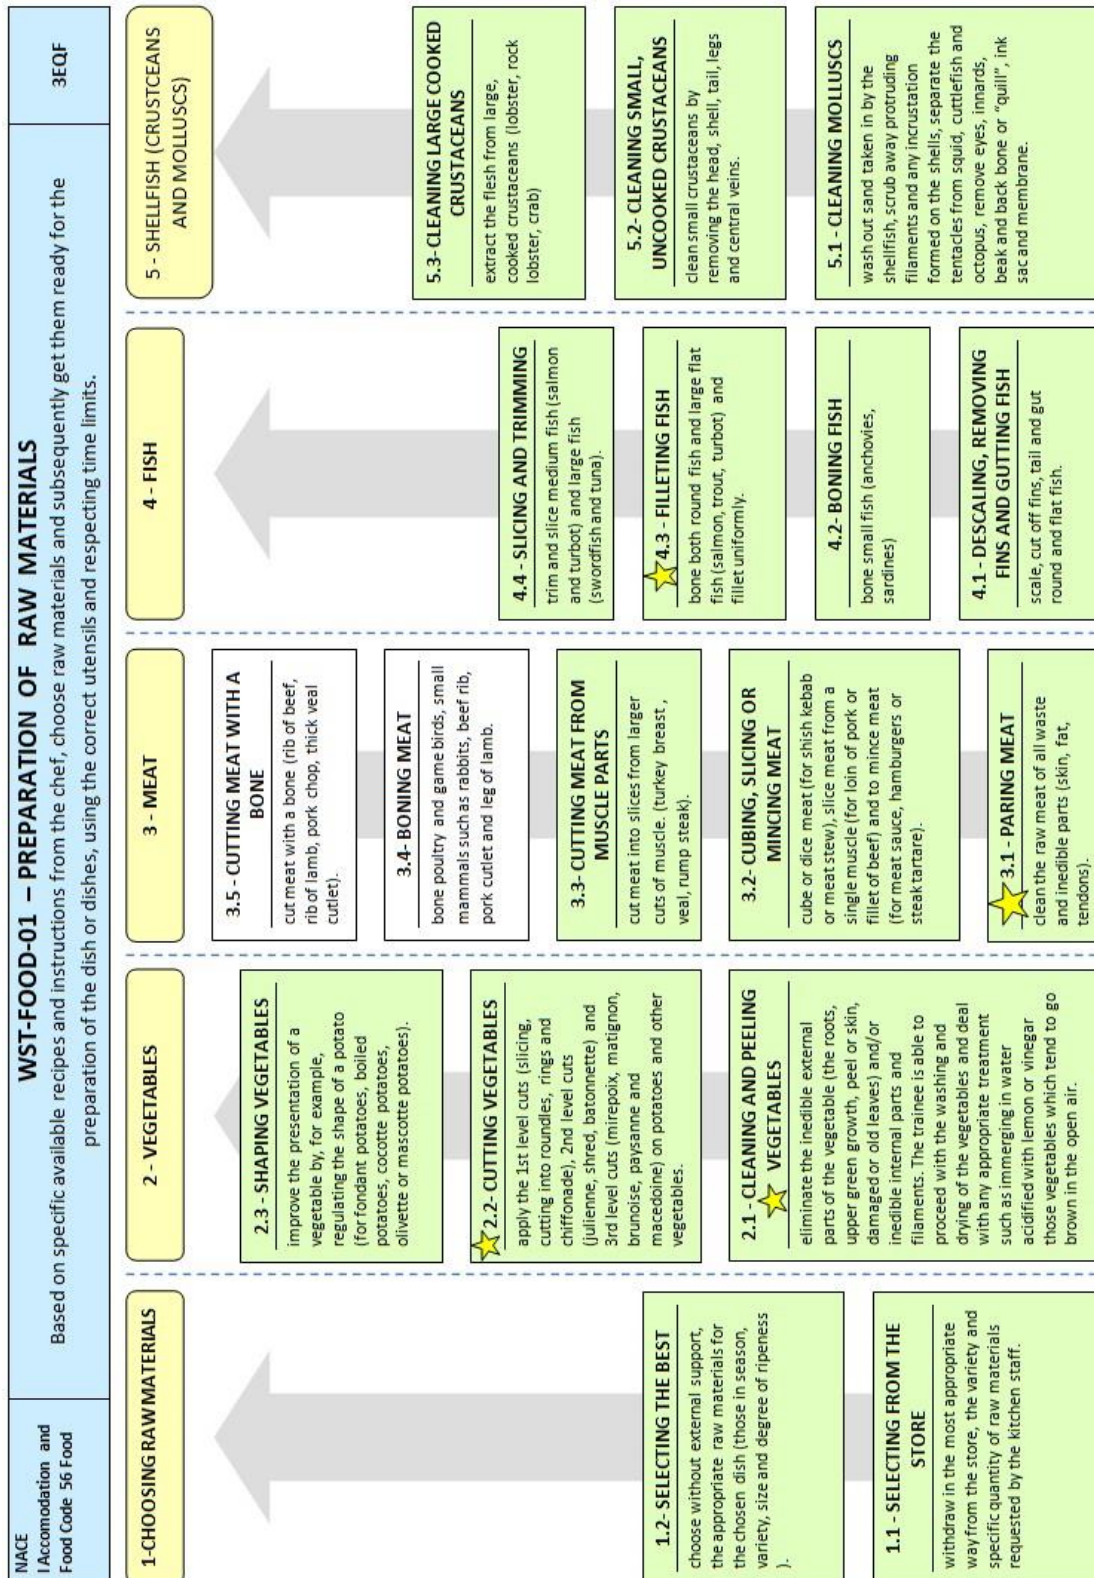 NACE
I Accomodation and
Food Code 56 Food
WST-FOOD-01 – PREPARATION OF RAW MATERIALS
Based on specific available recipes and instructions from the chef, choose raw materials and subsequently get them ready for the
preparation of the dish or dishes, using the correct utensils and respecting time limits.
3EQF
1-CHOOSING RAW MATERIALS
1.2- SELECTING THE BEST
choose without external support,
the appropriate raw materials for
the chosen dish (those in season,
variety, size and degree of ripeness
).
1.1 - SELECTING FROM THE
STORE
withdraw in the most appropriate
way from the store, the variety and
specific quantity of raw materials
requested by the kitchen staff.
2 - VEGETABLES
2.3 - SHAPING VEGETABLES
improve the presentation of a
vegetable by, for example,
regulating the shape of a potato
(for fondant potatoes, boiled
potatoes, cocotte potatoes,
olivette or mascotte potatoes).
2.2 - CUTTING VEGETABLES
apply the 1st level cuts (slicing,
cutting into roundles, rings and
chiffonade), 2nd level cuts
(julienne, shred, batonnette) and
3rd level cuts (mirepoix, matignon,
brunoise, paysanne and
macedoine) on potatoes and other
vegetables.
2.1 - CLEANING AND PEELING
VEGETABLES
eliminate the inedible external
parts of the vegetable (the roots,
upper green growth, peel or skin,
damaged or old leaves) and/or
inedible internal parts and
filaments. The trainee is able to
proceed with the washing and
drying of the vegetables and deal
with any appropriate treatment
such as immerging in water
acidified with lemon or vinegar
those vegetables which tend to go
brown in the open air.
3 - MEAT
3.5 - CUTTING MEAT WITH A
BONE
cut meat with a bone (rib of beef,
rib of lamb, pork chop, thick veal
cutlet).
3.4- BONING MEAT
bone poultry and game birds, small
mammals such as rabbits, beef rib,
pork cutlet and leg of lamb.
3.3- CUTTING MEAT FROM
MUSCLE PARTS
cut meat into slices from larger
cuts of muscle. (turkey breast ,
veal, rump steak).
3.2- CUBING, SLICING OR
MINCING MEAT
cube or dice meat (for shish kebab
or meat stew), slice meat from a
single muscle (for loin of pork or
fillet of beef) and to mince meat
(for meat sauce, hamburgers or
steak tartare).
3.1 - PARING MEAT
clean the raw meat of all waste
and inedible parts (skin, fat,
tendons).
4 - FISH
4.4 - SLICING AND TRIMMING
trim and slice medium fish (salmon
and turbot) and large fish
(swordfish and tuna).
4.3 - FILLETING FISH
bone both round fish and large flat
fish (salmon, trout, turbot) and
fillet uniformly.
4.2- BONING FISH
bone small fish (anchovies,
sardines)
4.1 - DESCALING, REMOVING
FINS AND GUTTING FISH
scale, cut off fins, tail and gut
round and flat fish.
5 - SHELLFISH (CRUSTCEANS
AND MOLLUSCS)
5.3- CLEANING LARGE COOKED
CRUSTACEANS
extract the flesh from large,
cooked crustaceans (lobster, rock
lobster, crab)
5.2- CLEANING SMALL,
UNCOOKED CRUSTACEANS
clean small crustaceans by
removing the head, shell, tail, legs
and central veins.
5.1 - CLEANING MOLLUSCS
wash out sand taken in by the
shellfish, scrub away protruding
filaments and any incrustation
formed on the shells, separate the
tentacles from squid, cuttlefish and
octopus, remove eyes, innards,
beak and back bone or “quill”, ink
sac and membrane.